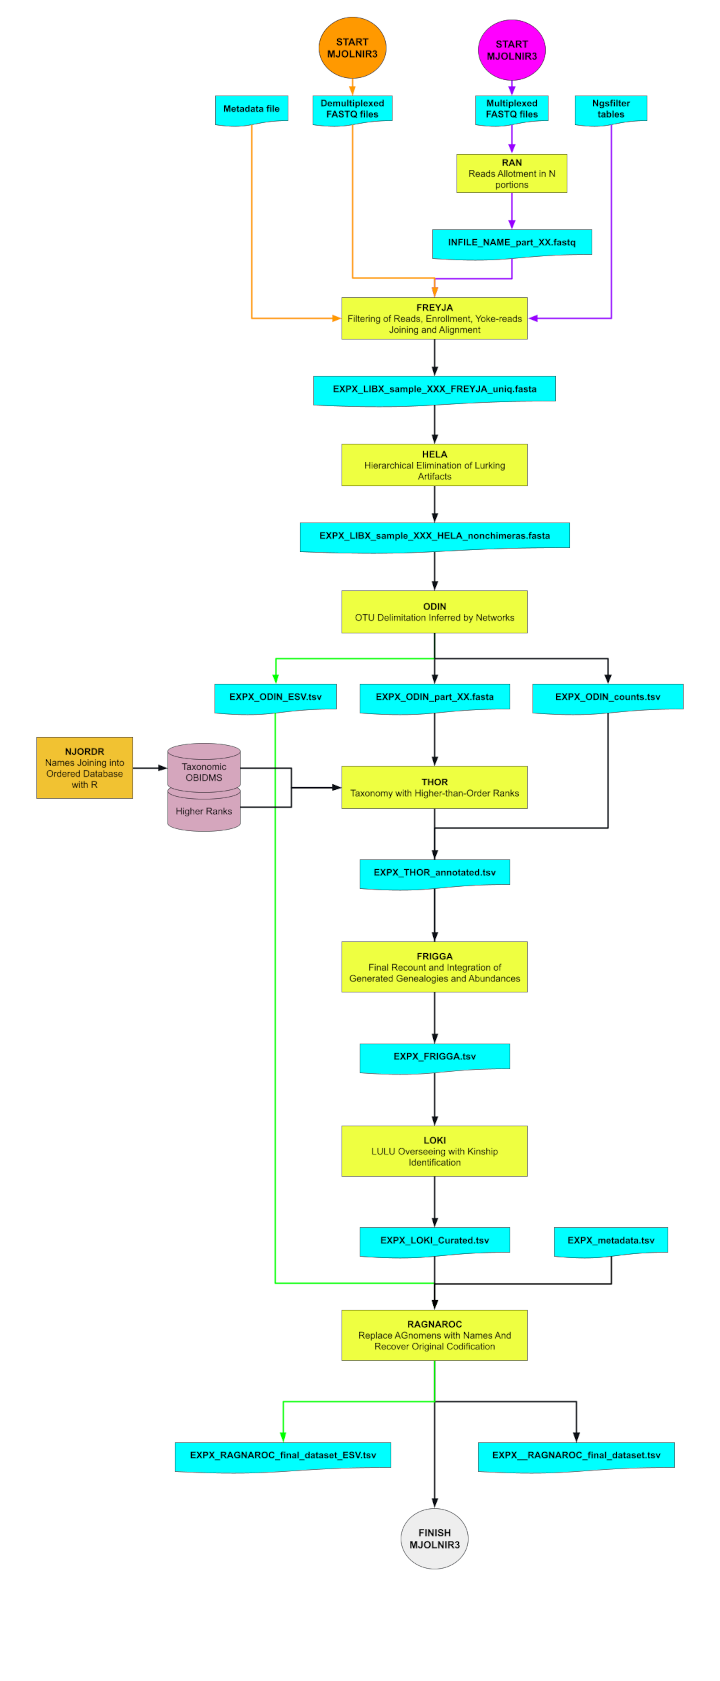 START
MJOLNIR3
START
MJOLNIR3
Metadata file
Demultiplexed
FASTQ files
Multiplexed
FASTQ files
Ngsfilter
tables
RAN
Reads Allotment in N
portions
INFILE_NAME_part_XX.fastq
FREYJA
Filtering of Reads, Enrollment, Yoke-reads
Joining and Alignment
EXPX_LIBX_sample_XXX_FREYJA_uniq.fasta
HELA
Hierarchical Elimination of Lurking
Artifacts
EXPX_LIBX_sample_XXX_HELA_nonchimeras.fasta
ODIN
OTU Delimitation Inferred by Networks
EXPX_ODIN_ESV.tsv
EXPX_ODIN_part_XX.fasta
EXPX_ODIN_counts.tsv
NJORDR
Names Joining into
Ordered Database
with R
Taxonomic
OBIDMS
Higher Ranks
THOR
Taxonomy with Higher-than-Order Ranks
EXPX_THOR_annotated.tsv
FRIGGA
Final Recount and Integration of
Generated Genealogies and Abundances
EXPX_FRIGGA.tsv
LOKI
LULU Overseeing with Kinship
Identification
EXPX_LOKI_Curated.tsv
EXPX_metadata.tsv
RAGNAROC
Replace AGnomens with Names And
Recover Original Codification
EXPX_RAGNAROC_final_dataset_ESV.tsv
EXPX__RAGNAROC_final_dataset.tsv
FINISH
MJOLNIR3